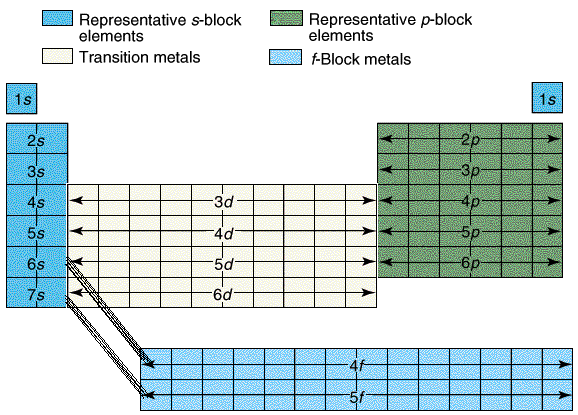 Representative s-block
elements
Representative p-block
elements
Transition metals
f-Block metals
1s
1s
2s
2p
3s
3p
4s
3d
4p
5s
4d
5p
6s
5d
6p
7s
6d
4f
5f